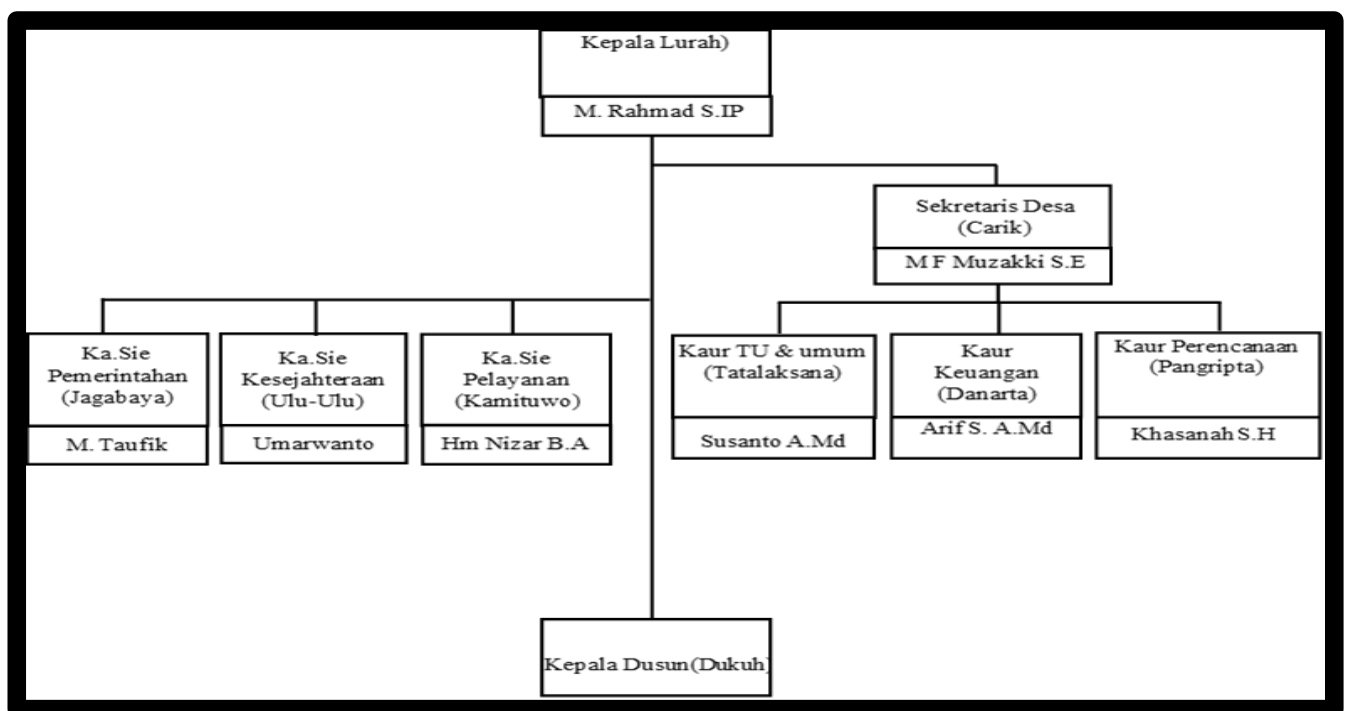 Kepala Lurah)
M. Rahmad S.IP
Sekretaris Desa
(Carik)
M F Muzakki S.E
Ka.Sie
Pemerintahan
(Jagabaya)
M. Taufik
Ka.Sie
Kesejahteraan
(Ulu-Ulu)
Umarwanto
Ka.Sie
Pelayanan
(Kamituwo)
Hm Nizar B.A
Kaur TU & umum
(Tatalaksana)
Susanto A.Md
Kaur
Keuangan
(Danarta)
Arif S. A.Md
Kaur Perencanaan
(Pangripta)
Khasanah S.H
Kepala Dusun(Dukuh)